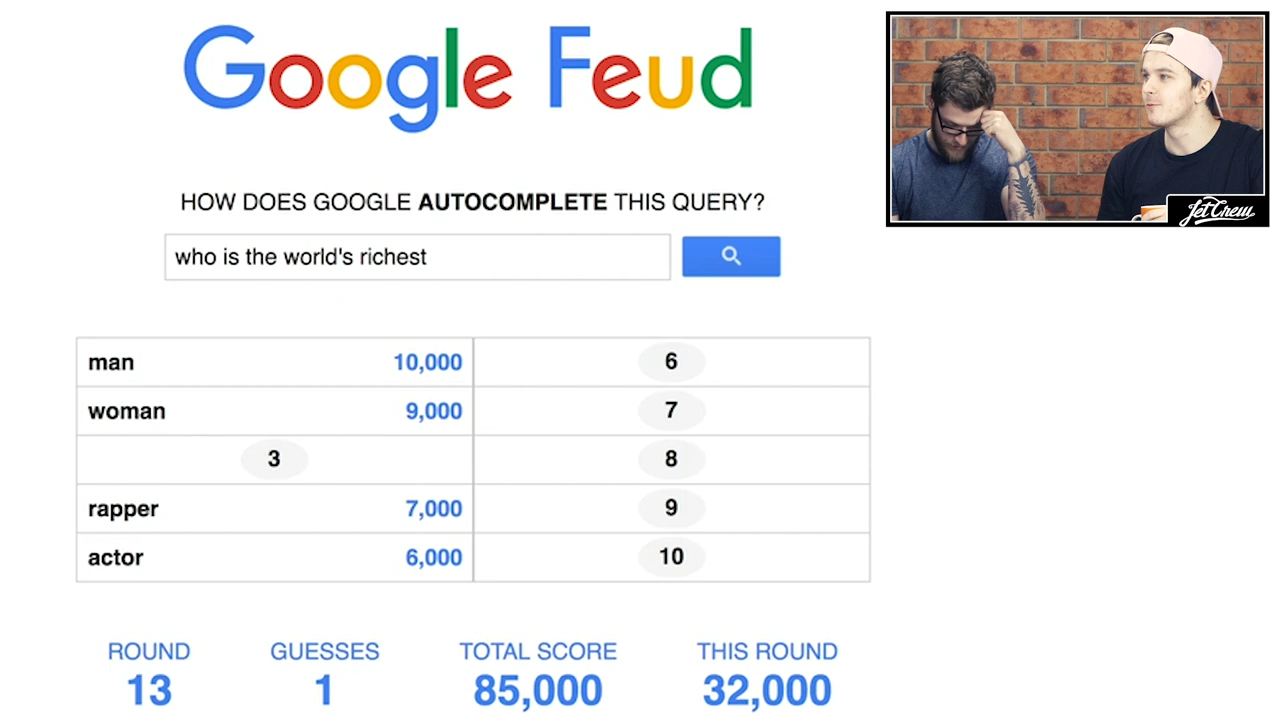 Google Feud
JetCrew
HOW DOES GOOGLE AUTOCOMPLETE THIS QUERY?
who is the world's richest
man 10,000 6
woman 9,000 7
3 8
rapper 7,000 9
actor 6,000 10
ROUND GUESSES TOTAL SCORE THIS ROUND
13 1 85,000 32,000